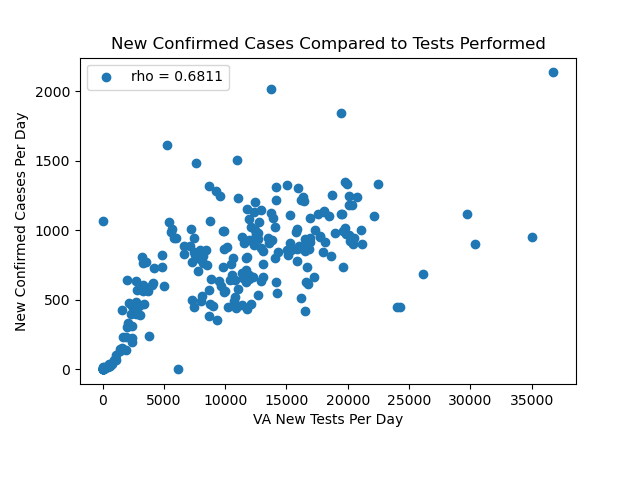 New Confirmed Cases Compared to Tests Performed
rho = 0.6811
New Confirmed Caeses Per Day
2000
1500
1000
500
0
0 5000 10000 15000 20000 25000 30000 35000
VA New Tests Per Day